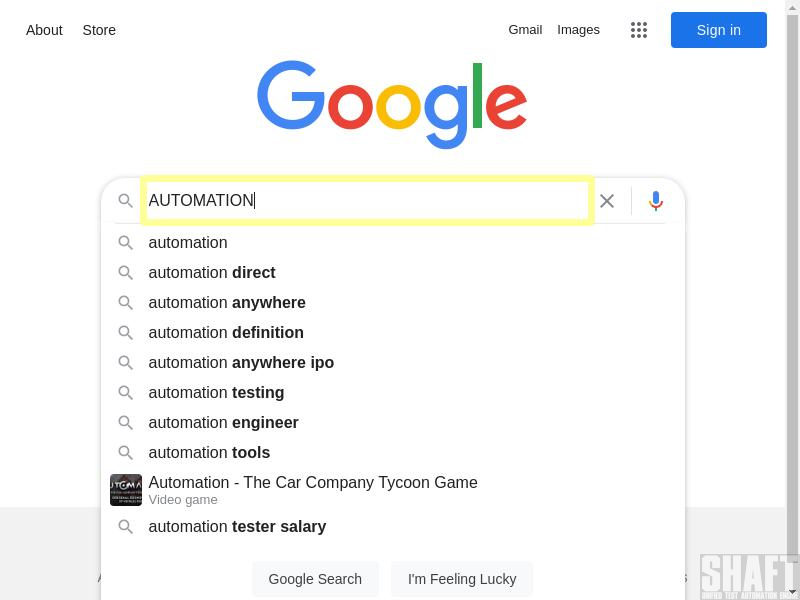 About Store Gmail Images Sign in
Google
AUTOMATION
automation
automation direct
automation anywhere
automation definition
automation anywhere ipo
automation testing
automation engineer
automation tools
Automation - The Car Company Tycoon Game
Video game
automation tester salary
Google Search I'm Feeling Lucky
SHAFT